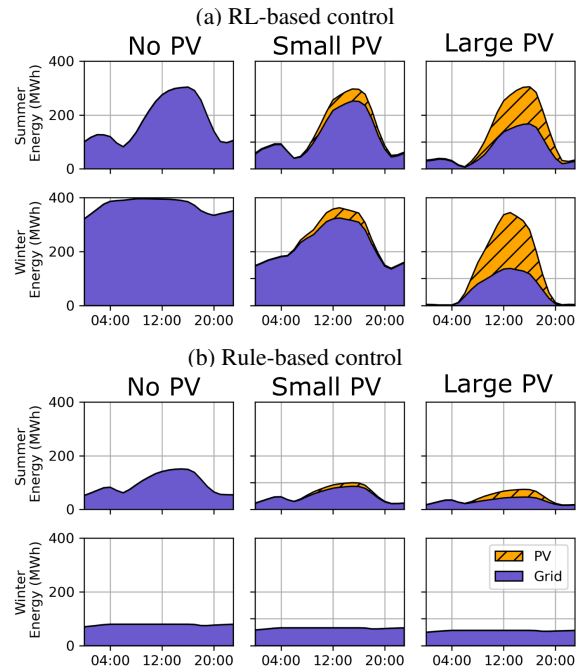 (a) RL-based control
No PV
Small PV
Large PV
Summer
Energy (MWh)
400
200
0
Winter
Energy (MWh)
400
200
0
04:00 12:00 20:00
04:00 12:00 20:00
04:00 12:00 20:00
(b) Rule-based control
No PV
Small PV
Large PV
Summer
Energy (MWh)
400
200
0
Winter
Energy (MWh)
400
200
0
PV
Grid
04:00 12:00 20:00
04:00 12:00 20:00
04:00 12:00 20:00